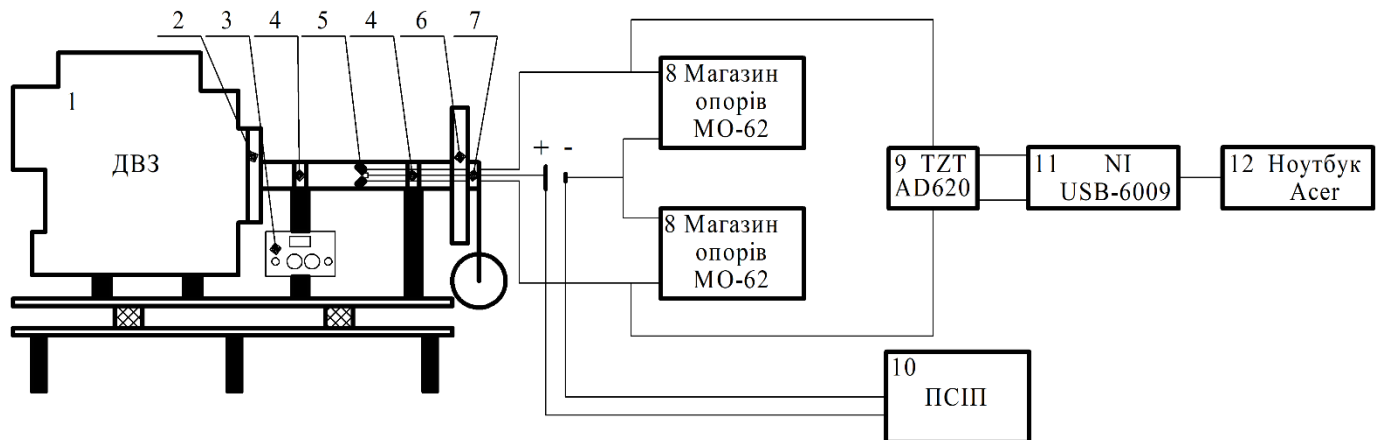 2 3 4 5 4 6 7
1
ДВЗ
+ -
8 Магазин
опорів
МО-62
8 Магазин
опорів
МО-62
9 TZT
AD620
11 NI
USB-6009
12 Ноутбук
Acer
10
ПСІП